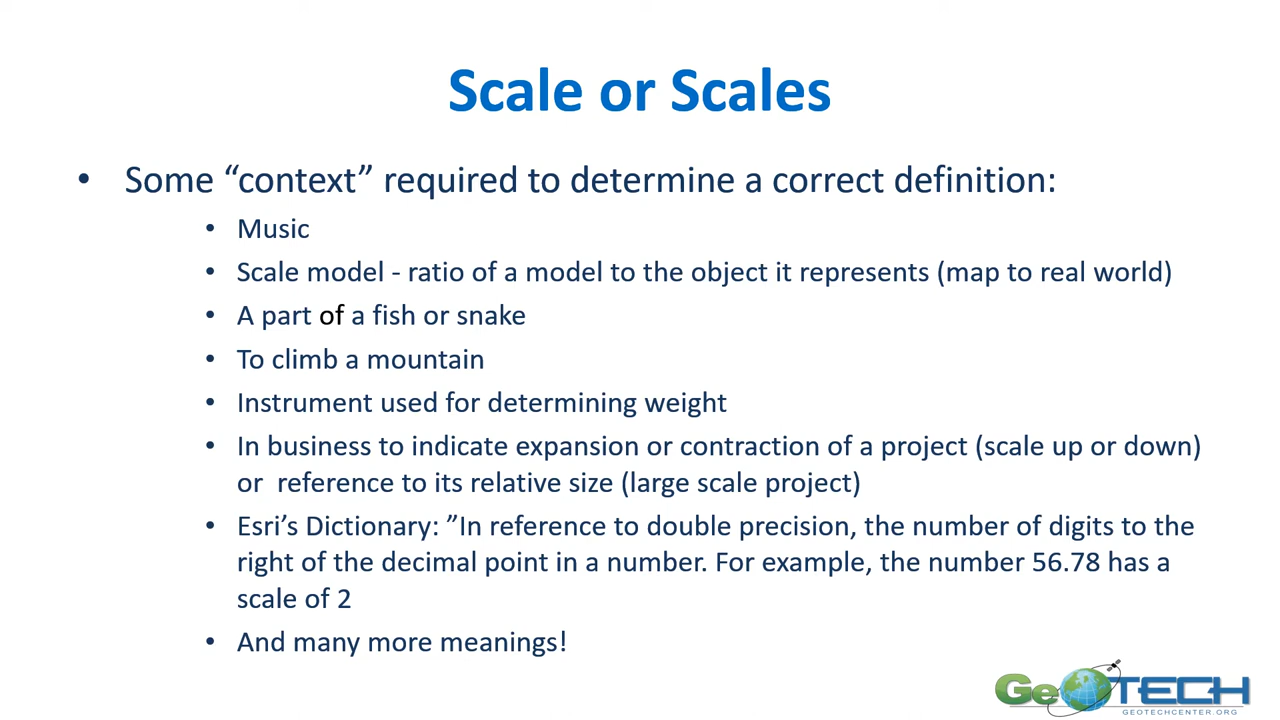 Scale or Scales
• Some “context” required to determine a correct definition:
• Music
• Scale model - ratio of a model to the object it represents (map to real world)
• A part of a fish or snake
• To climb a mountain
• Instrument used for determining weight
• In business to indicate expansion or contraction of a project (scale up or down)
or  reference to its relative size (large scale project)
• Esri’s Dictionary: ”In reference to double precision, the number of digits to the
right of the decimal point in a number. For example, the number 56.78 has a
scale of 2
• And many more meanings!
GeoTECH
GEOTECHCENTER.ORG